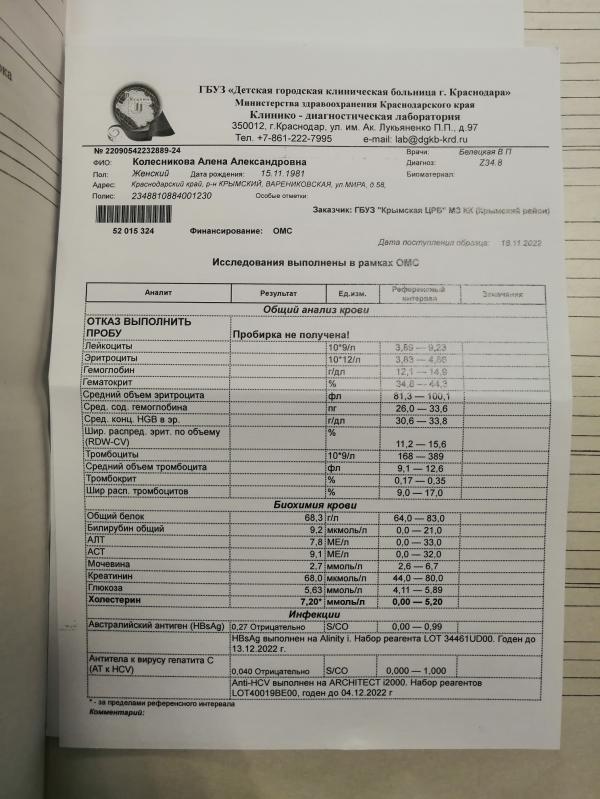 рка
ГБУЗ «Детская городская клиническая больница г. Краснодара»
Министерства здравоохранения Краснодарского края
Клинико - диагностическая лаборатория
350012, г.Краснодар, ул. им. Ак. Лукьяненко П.П., д.97
Тел. +7-861-222-7995 e-mail: lab@dgkb-krd.ru
№ 22090542232889-24 Врачи: Белецкая В П
ФИО: Колесникова Алена Александровна Диагноз: Z34.8
Пол: Женский Дата рождения: 15.11.1981 Биоматериал:
Адрес: Краснодарский край, р-н КРЫМСКИЙ, ВАРЕНИКОВСКАЯ, ул.МИРА, д.58,
Полис: 2348810884001230 Особые отметки:
Заказчик: ГБУЗ "Крымская ЦРБ" МЗ КК (Крымский район)
52 015 324 Финансирование: ОМС
Дата поступления образца: 18.11.2022
Исследования выполнены в рамках ОМС
Аналит Результат Ед.изм. Референсный интервал Замечания
Общий анализ крови
ОТКАЗ ВЫПОЛНИТЬ
ПРОБУ Пробирка не получена!
Лейкоциты 10*9/л 3,89 — 9,23
Эритроциты 10*12/л 3,83 — 4,86
Гемоглобин г/дл 12,1 — 14,9
Гематокрит % 34,8 — 44,3
Средний объем эритроцита фл 81,3 — 100,1
Сред. сод. гемоглобина пг 26,0 — 33,6
Сред. конц. HGB в эр. г/дл 30,6 — 33,8
Шир. распред. эрит. по объему %
(RDW-CV) 11,2 — 15,6
Тромбоциты 10*9/л 168 — 389
Средний объем тромбоцита фл 9,1 — 12,6
Тромбокрит % 0,17 — 0,35
Шир расп. тромбоцитов % 9,0 — 17,0
Биохимия крови
Общий белок 68,3 г/л 64,0 — 83,0
Билирубин общий 9,2 мкмоль/л 0,0 — 21,0
АЛТ 7,8 МЕ/л 0,0 — 33,0
АСТ 9,1 МЕ/л 0,0 — 32,0
Мочевина 2,7 ммоль/л 2,6 — 6,7
Креатинин 68,0 мкмоль/л 44,0 — 80,0
Глюкоза 5,63 ммоль/л 4,11 — 5,89
Холестерин 7,20* ммоль/л 0,00 — 5,20
Инфекции
Австралийский антиген (HBsAg) 0,27 Отрицательно S/CO 0,00 — 0,99
HBsAg выполнен на Alinity i. Набор реагента LOT 34461UD00. Годен до
13.12.2022 г.
Антитела к вирусу гепатита С
(АТ к HCV) 0,040 Отрицательно S/CO 0,000 — 1,000
Anti-HCV выполнен на ARCHITECT i2000. Набор реагентов
LOT40019BE00, годен до 04.12.2022 г
* - за пределами референсного интервала
Комментарий: